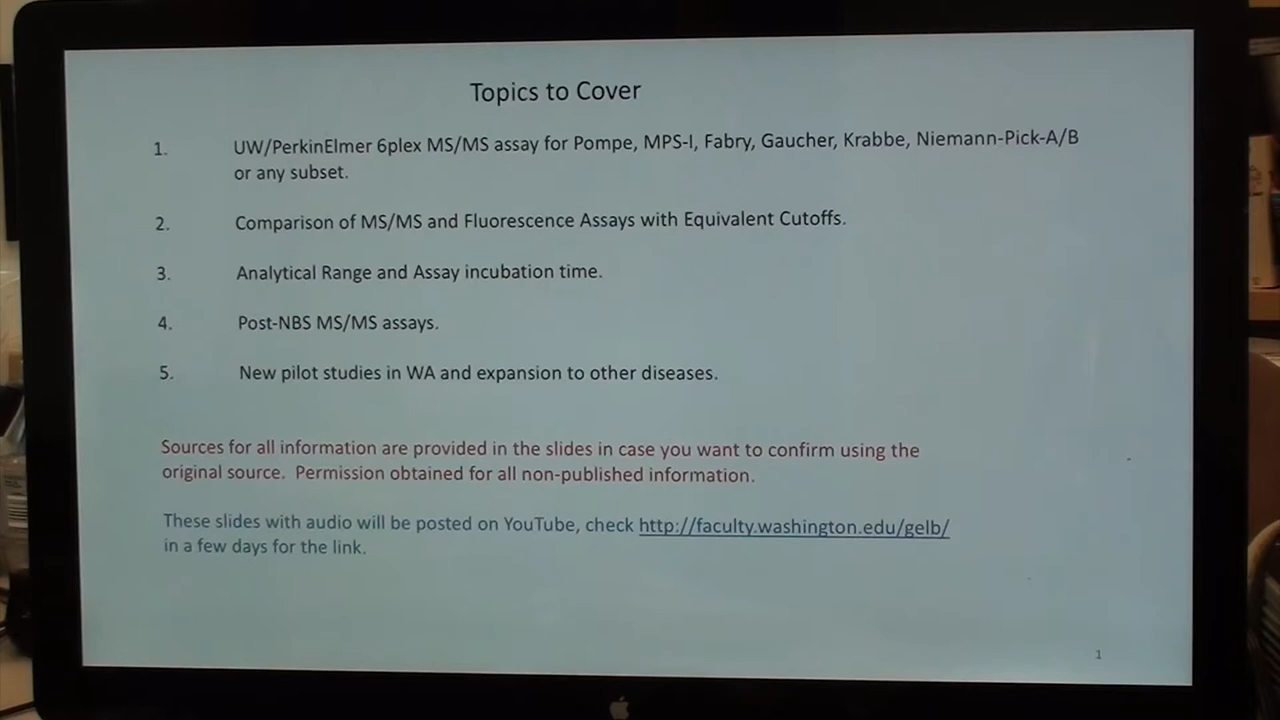 Topics to Cover
1. UW/PerkinElmer 6plex MS/MS assay for Pompe, MPS-I, Fabry, Gaucher, Krabbe, Niemann-Pick-A/B
or any subset.
2. Comparison of MS/MS and Fluorescence Assays with Equivalent Cutoffs.
3. Analytical Range and Assay incubation time.
4. Post-NBS MS/MS assays.
5. New pilot studies in WA and expansion to other diseases.
Sources for all information are provided in the slides in case you want to confirm using the
original source.  Permission obtained for all non-published information.
These slides with audio will be posted on YouTube, check http://faculty.washington.edu/gelb/
in a few days for the link.
1